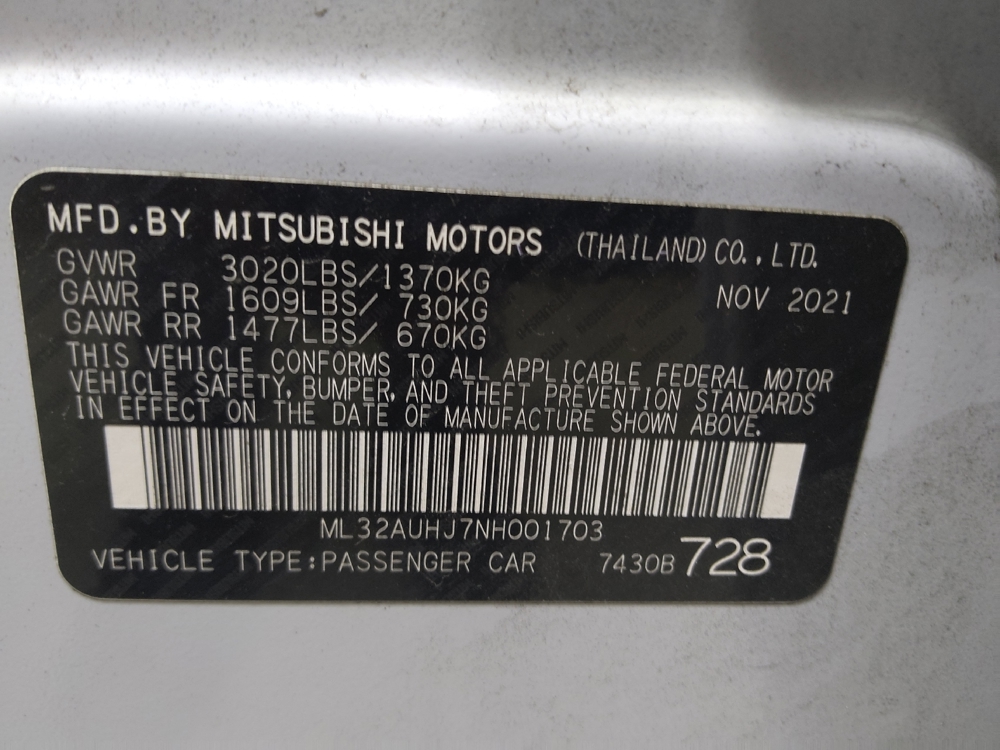 MFD.BY MITSUBISHI MOTORS (THAILAND) CO., LTD.
GVWR 3020LBS/1370KG
GAWR FR 1609LBS/ 730KG NOV 2021
GAWR RR 1477LBS/ 670KG
THIS VEHICLE CONFORMS TO ALL APPLICABLE FEDERAL MOTOR
VEHICLE SAFETY, BUMPER, AND THEFT PREVENTION STANDARDS
IN EFFECT ON THE DATE OF MANUFACTURE SHOWN ABOVE.
ML32AUHJ7NH001703
VEHICLE TYPE:PASSENGER CAR 7430B728